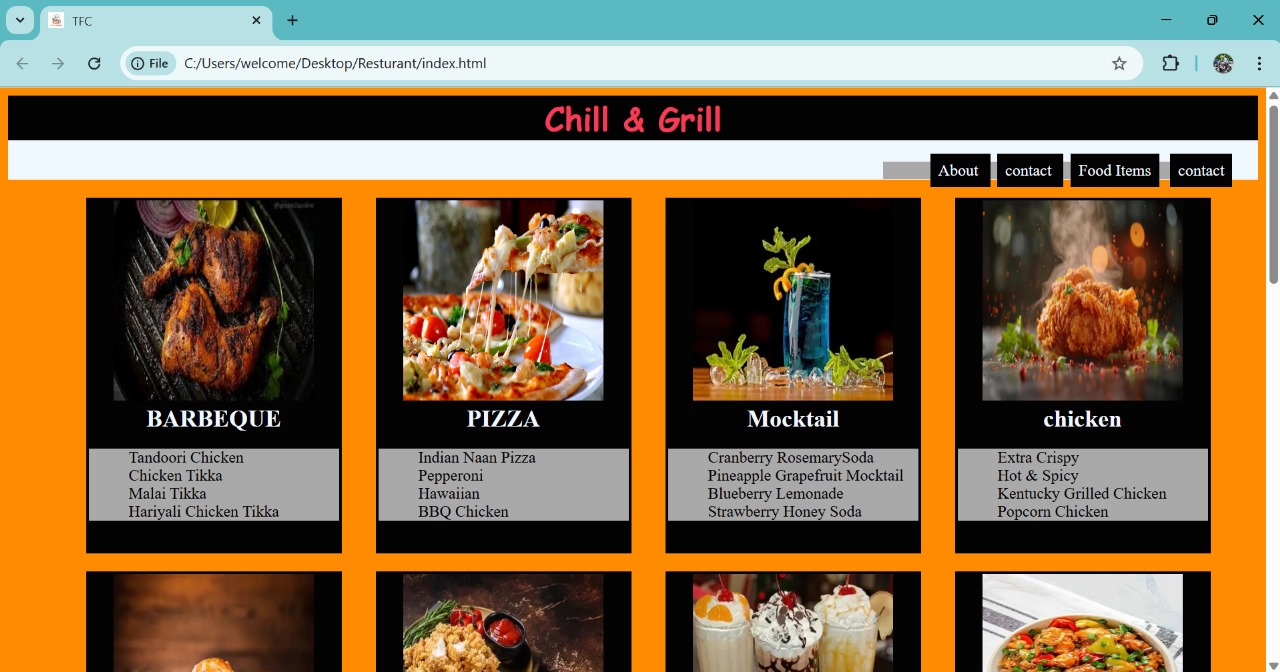 TFC
File C:/Users/welcome/Desktop/Resturant/index.html
Chill & Grill
About contact Food Items contact
BARBEQUE
Tandoori Chicken
Chicken Tikka
Malai Tikka
Hariyali Chicken Tikka
PIZZA
Indian Naan Pizza
Pepperoni
Hawaiian
BBQ Chicken
Mocktail
Cranberry RosemarySoda
Pineapple Grapefruit Mocktail
Blueberry Lemonade
Strawberry Honey Soda
chicken
Extra Crispy
Hot & Spicy
Kentucky Grilled Chicken
Popcorn Chicken